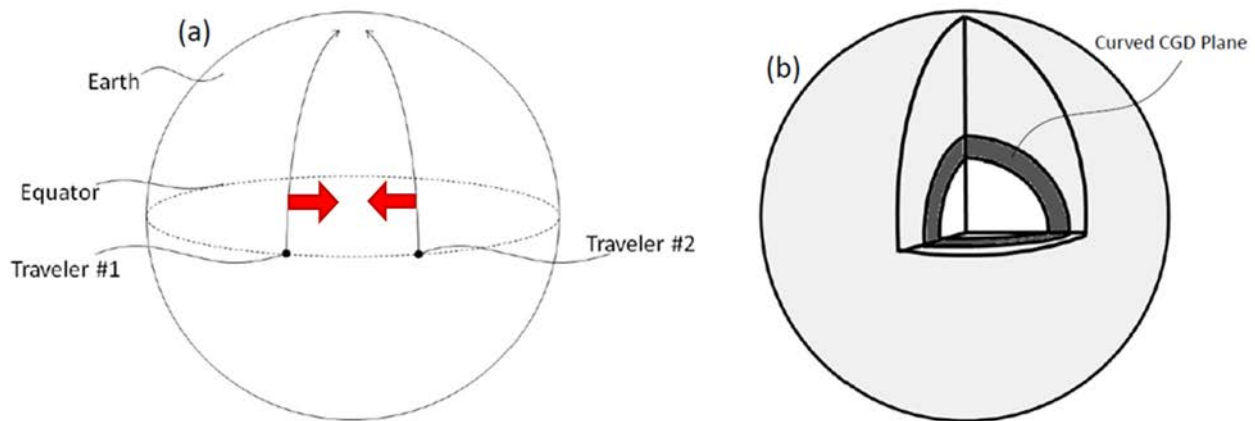 (a)
Earth
Equator
Traveler #1
Traveler #2
(b)
Curved CGD Plane